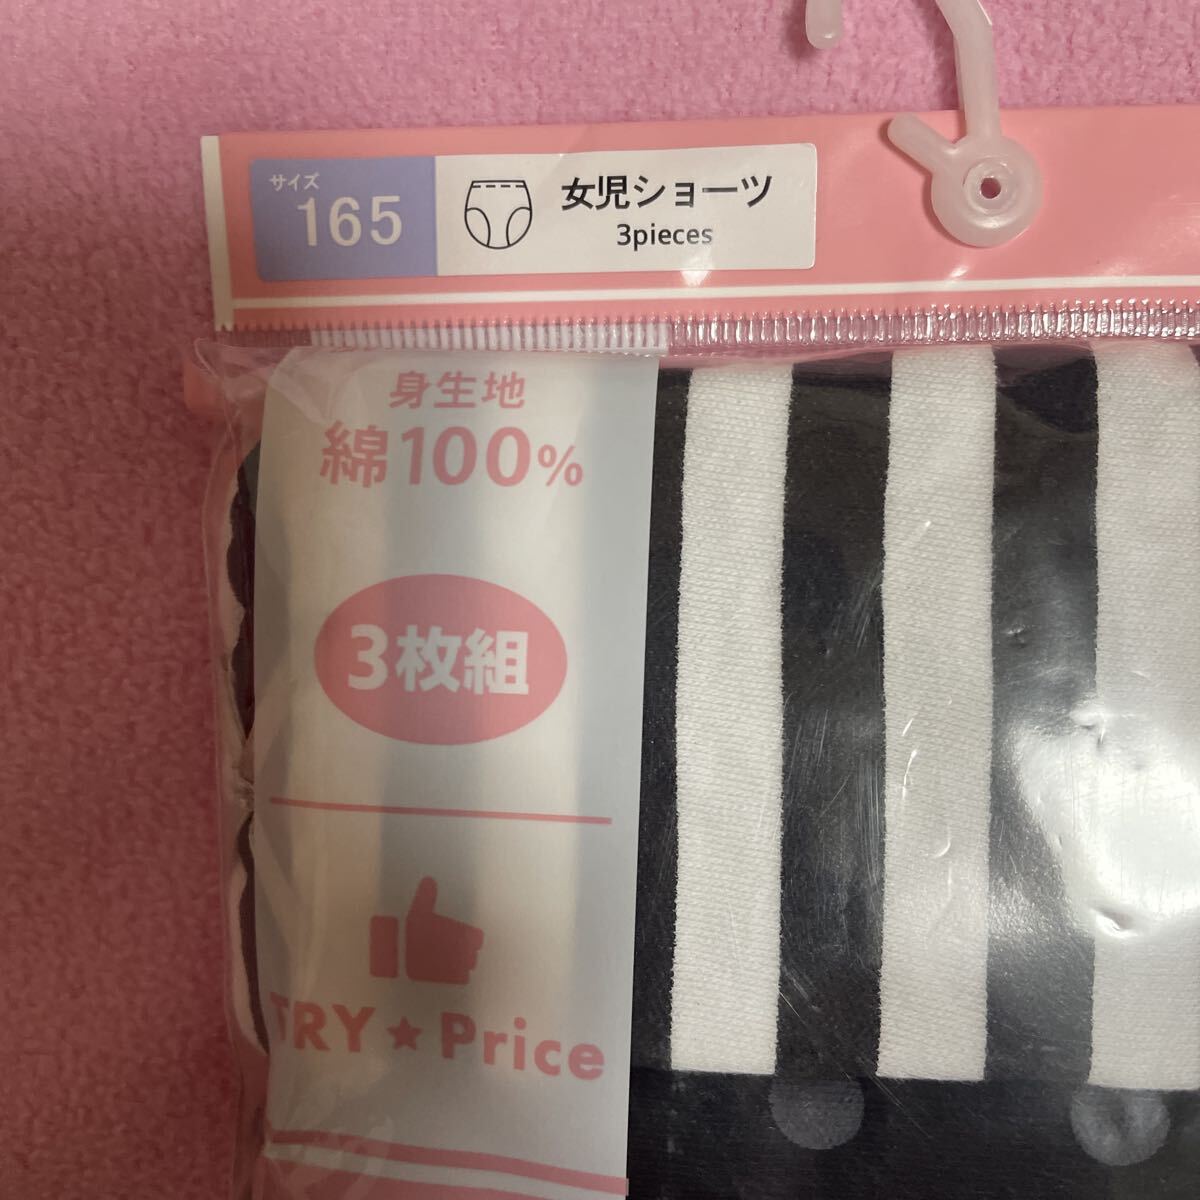 サイズ
165
女児ショーツ
3pieces
身生地
綿100%
3枚組
TRY★Price